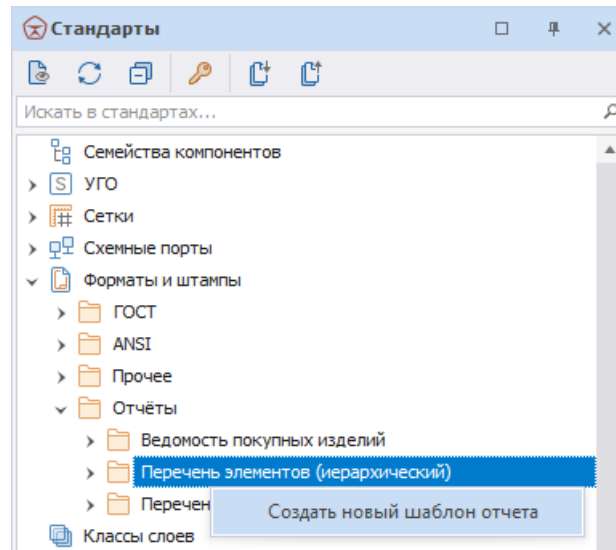 Стандарты
Искать в стандартах...
Семейства компонентов
УГО
Сетки
Схемные порты
Форматы и штампы
ГОСТ
ANSI
Прочее
Отчёты
Ведомость покупных изделий
Перечень элементов (иерархический)
Создать новый шаблон отчета
Классы слоев